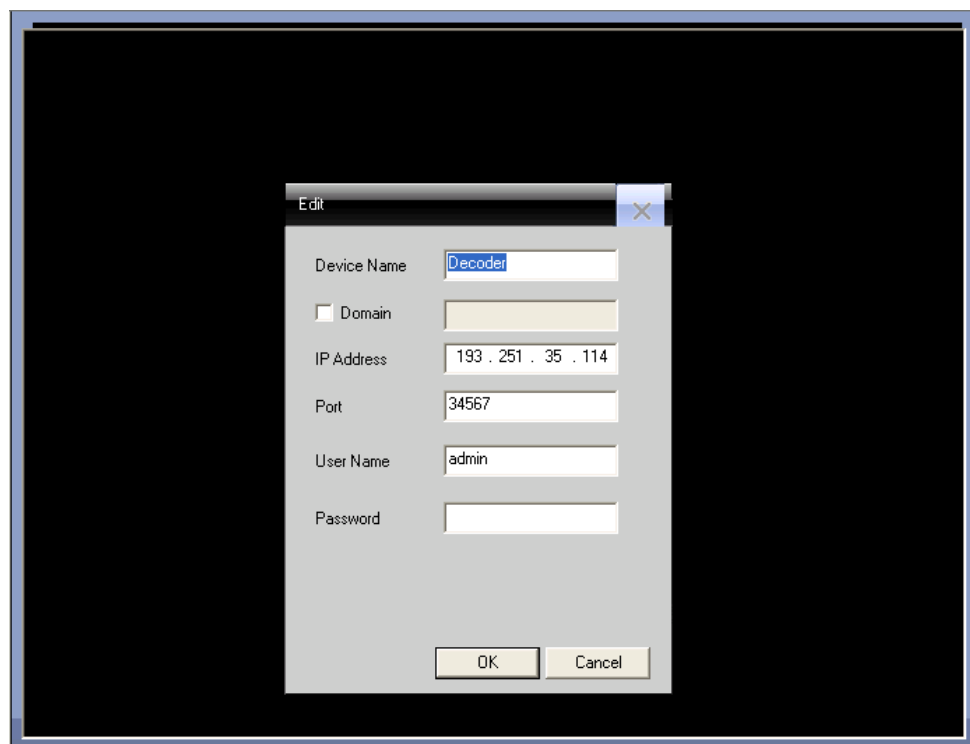 Edit
Device Name Decoder
Domain
IP Address 193 . 251 . 35 . 114
Port 34567
User Name admin
Password
OK Cancel